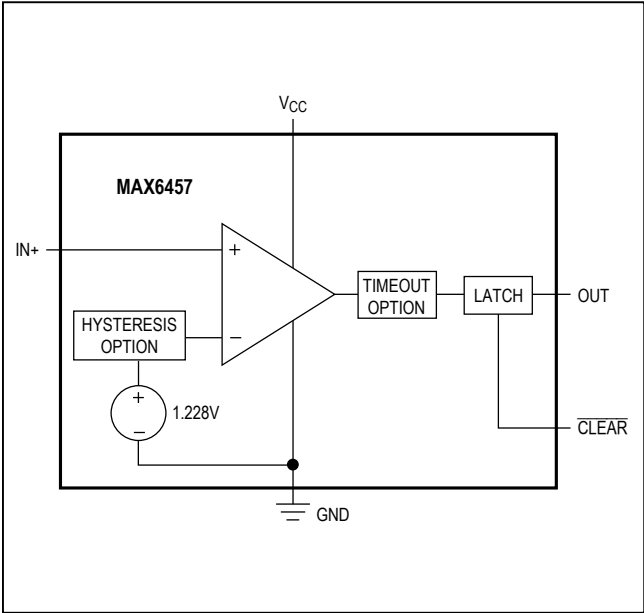 VCC
MAX6457
IN+
+
−
HYSTERESIS
OPTION
TIMEOUT
OPTION
LATCH
OUT
+
−
1.228V
CLEAR
GND